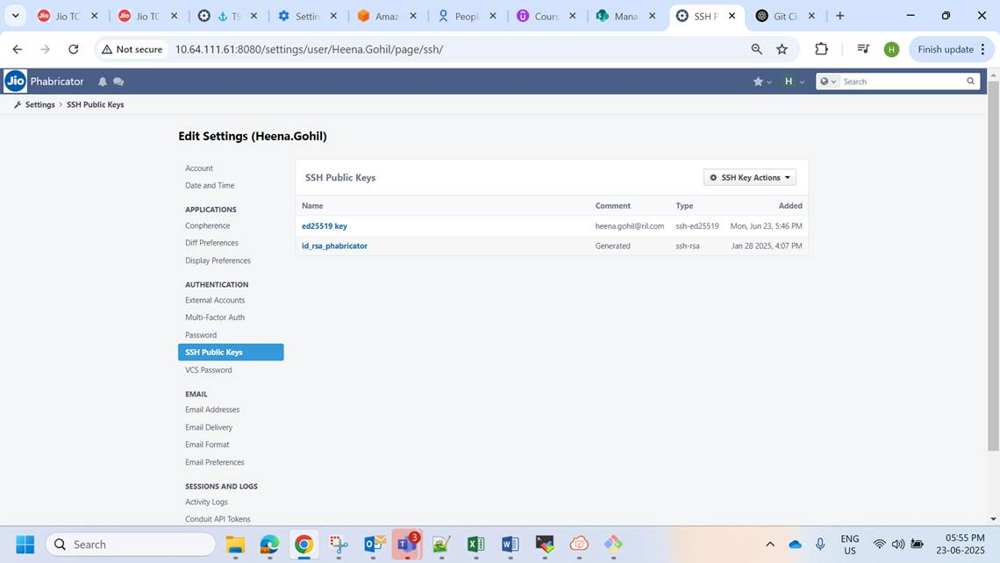 Jio TC
Jio TC
TS
Settin
Amaz
Peopl
Cours
Mana
SSH P
Git Cl
Not secure
10.64.111.61:8080/settings/user/Heena.Gohil/page/ssh/
H
Finish update
Jio
Phabricator
H
Search
Settings > SSH Public Keys
Edit Settings (Heena.Gohil)
Account
Date and Time
APPLICATIONS
Conpherence
Diff Preferences
Display Preferences
AUTHENTICATION
External Accounts
Multi-Factor Auth
Password
SSH Public Keys
VCS Password
EMAIL
Email Addresses
Email Delivery
Email Format
Email Preferences
SESSIONS AND LOGS
Activity Logs
Conduit API Tokens
SSH Public Keys
SSH Key Actions
Name Comment Type Added
ed25519 key heena.gohil@ril.com ssh-ed25519 Mon, Jun 23, 5:46 PM
id_rsa_phabricator Generated ssh-rsa Jan 28 2025, 4:07 PM
Search
3
ENG
US
05:55 PM
23-06-2025